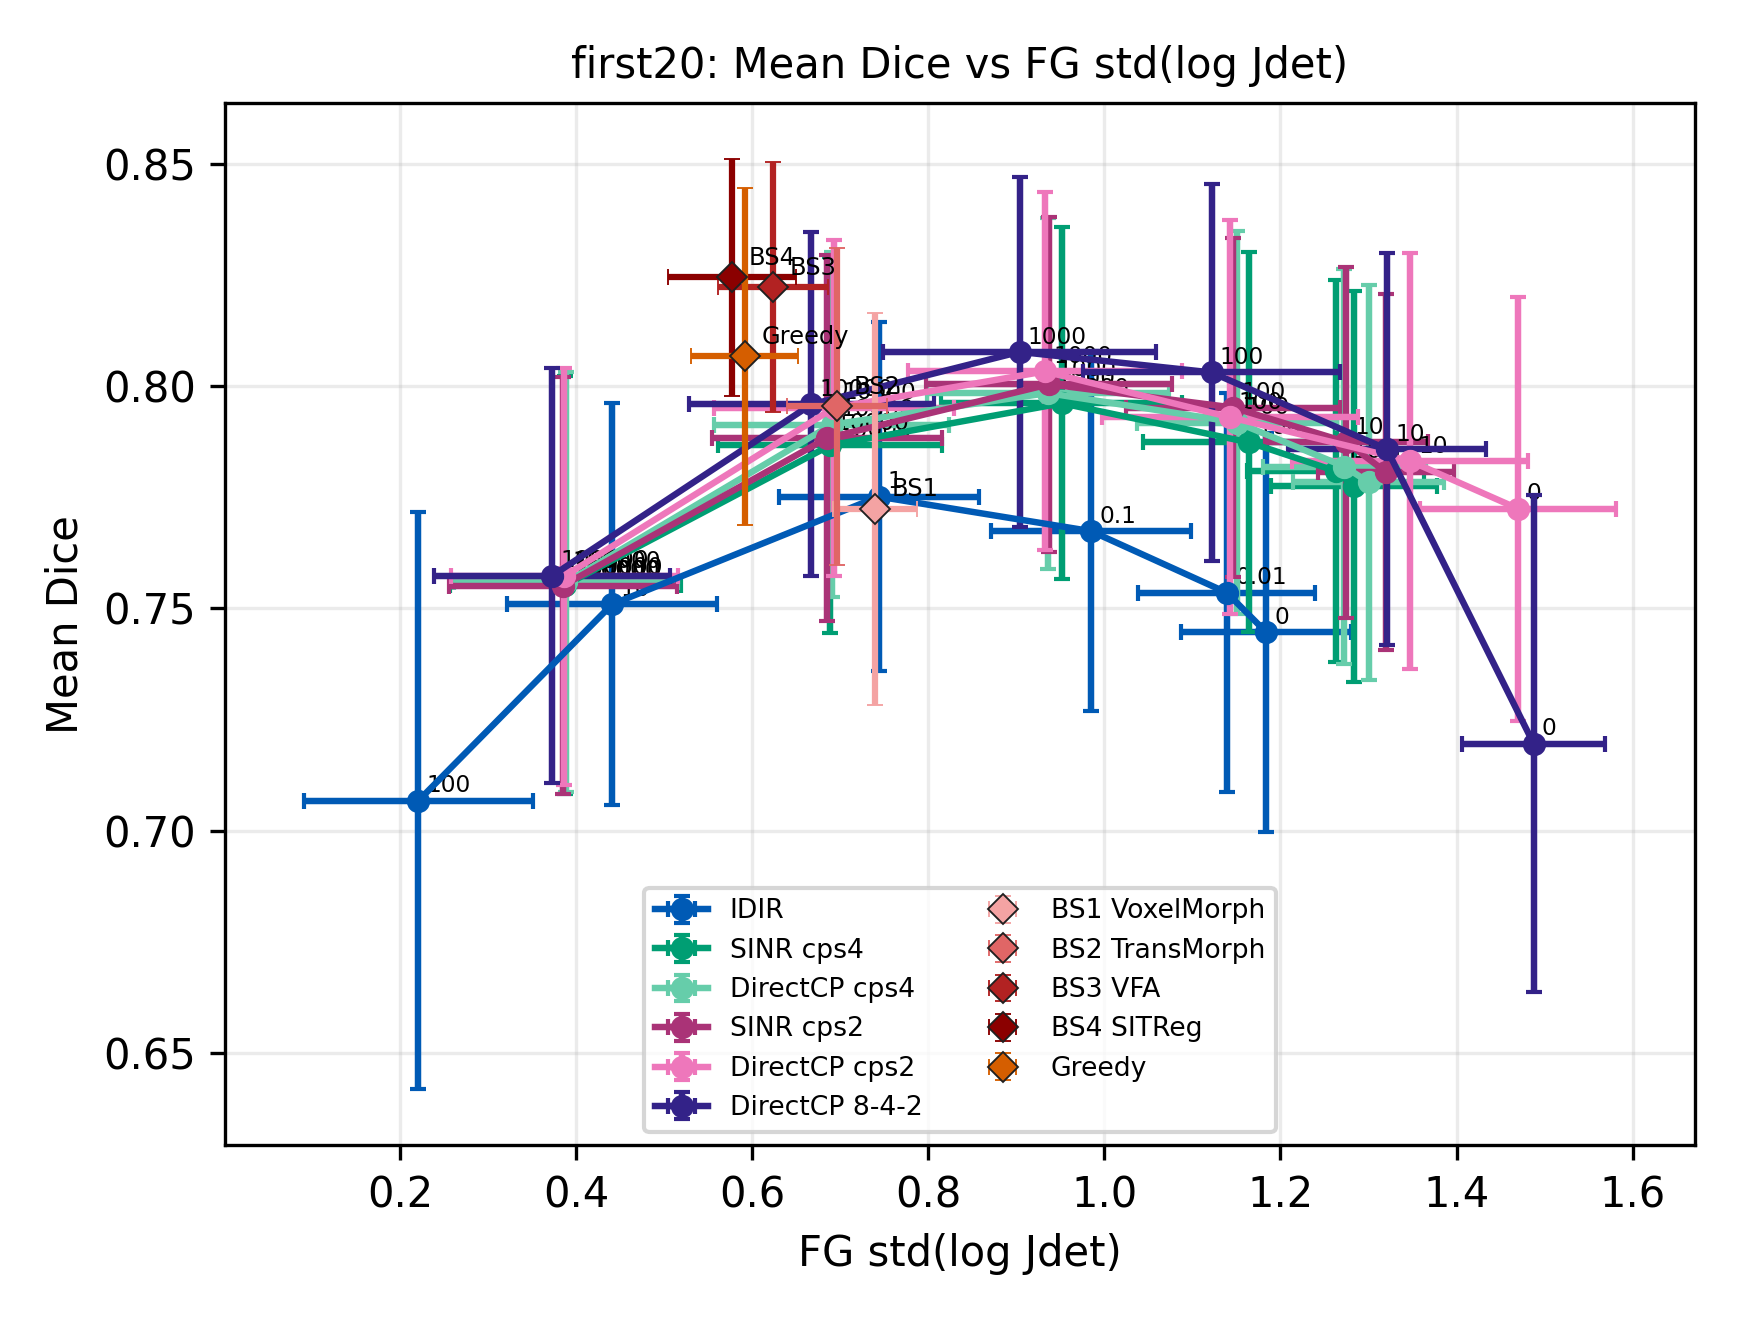 first20: Mean Dice vs FG std(log Jdet)
Mean Dice
0.85
0.80
0.75
0.70
0.65
BS4
BS3
Greedy
BS2
1000
100
10
10
10
1
BS1
0.1
0
0.01
0
0
100
IDIR
SINR cps4
DirectCP cps4
SINR cps2
DirectCP cps2
DirectCP 8-4-2
BS1 VoxelMorph
BS2 TransMorph
BS3 VFA
BS4 SITReg
Greedy
0.2 0.4 0.6 0.8 1.0 1.2 1.4 1.6
FG std(log Jdet)